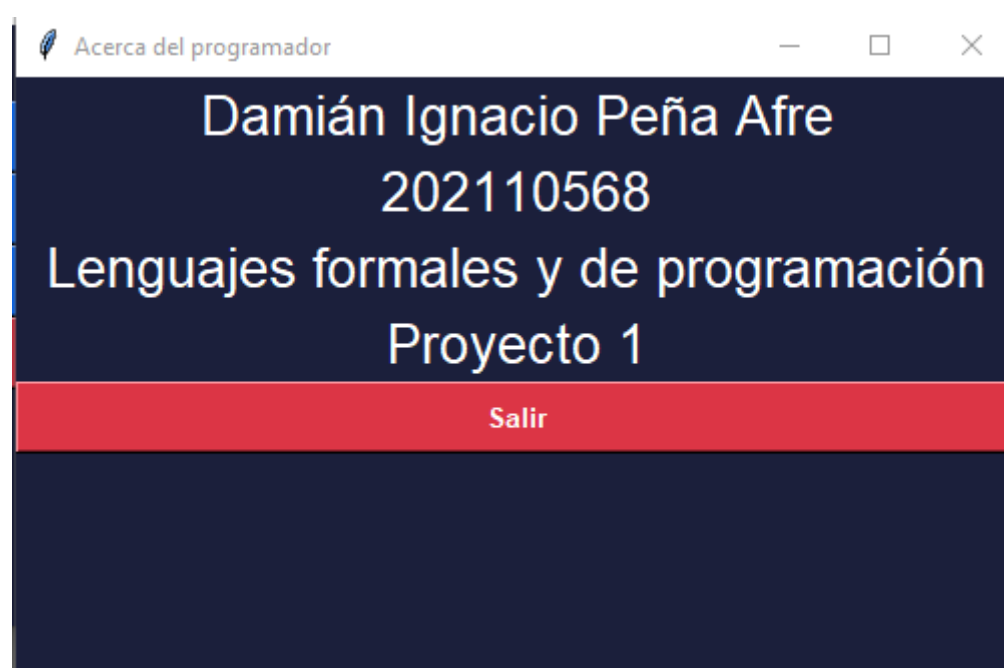 Acerca del programador
Damián Ignacio Peña Afre
202110568
Lenguajes formales y de programación
Proyecto 1
Salir